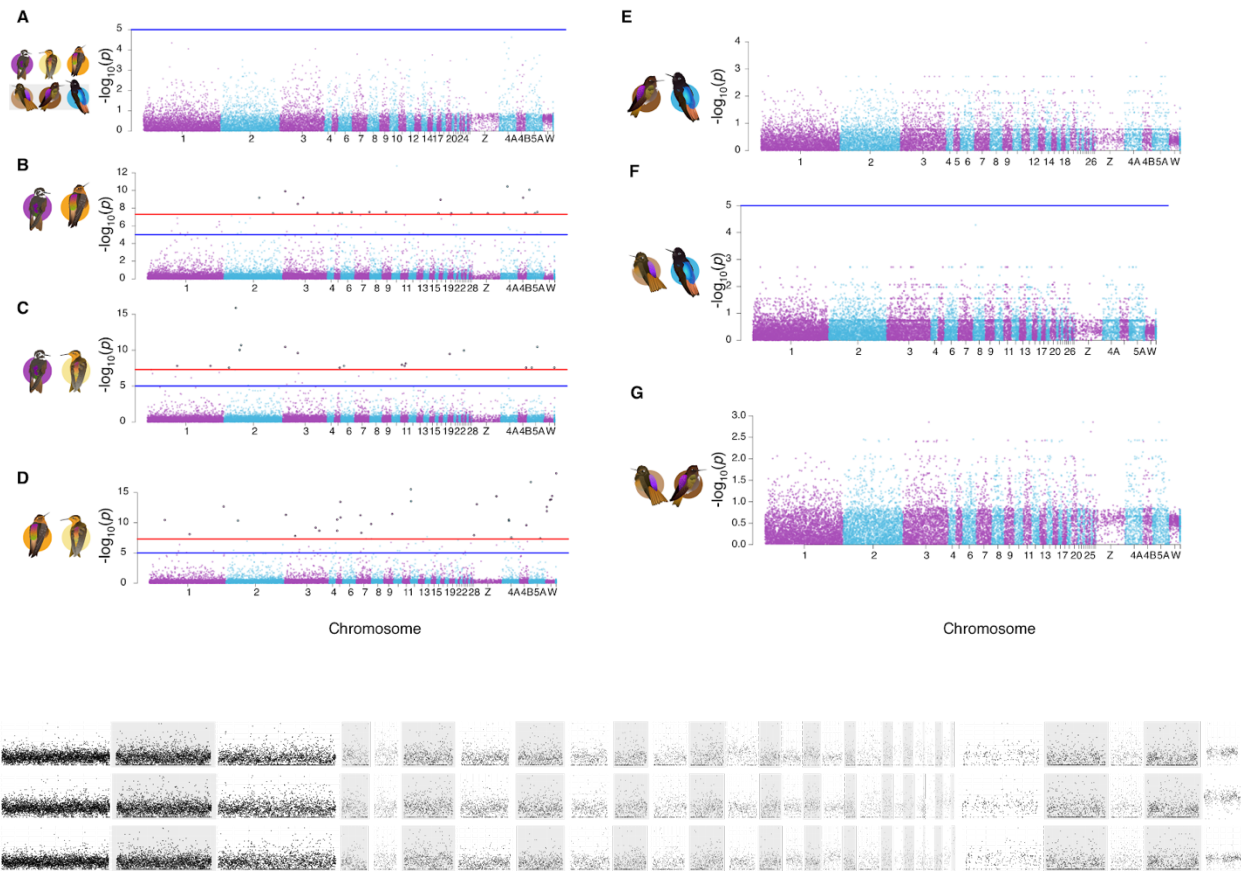 A
-log10(p)
5
4
3
2
1
0
1 2 3 4 6 7 8 9 10 12 14 17 20 24 Z 4A 4B 5A W
B
-log10(p)
12
10
8
6
4
2
0
1 2 3 4 6 7 8 9 11 13 15 19 22 28 Z 4A 4B 5A W
C
-log10(p)
15
10
5
0
1 2 3 4 6 7 8 9 11 13 15 19 22 28 Z 4A 4B 5A W
D
-log10(p)
15
10
5
0
1 2 3 4 6 7 8 9 11 13 15 19 22 28 Z 4A 4B 5A W
Chromosome
E
-log10(p)
4
3
2
1
0
1 2 3 4 5 6 7 8 9 12 14 18 26 Z 4A 4B 5A W
F
-log10(p)
5
4
3
2
1
0
1 2 3 4 6 7 8 9 11 13 17 20 26 Z 4A 5A W
G
-log10(p)
3.0
2.5
2.0
1.5
1.0
0.5
0.0
1 2 3 4 6 7 8 9 11 13 17 20 25 Z 4A 4B 5A W
Chromosome